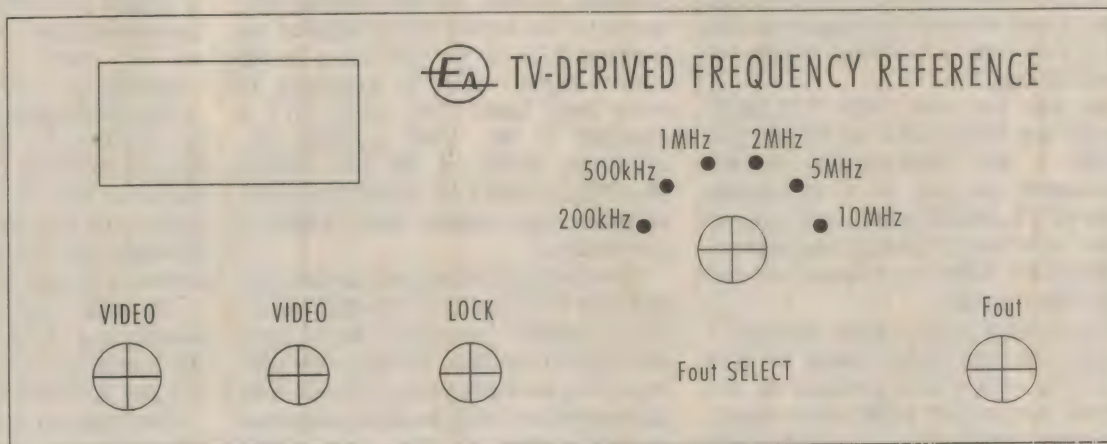 EA TV-DERIVED FREQUENCY REFERENCE
1MHz 2MHz
500kHz 5MHz
200kHz 10MHz
VIDEO VIDEO LOCK Fout
Fout SELECT